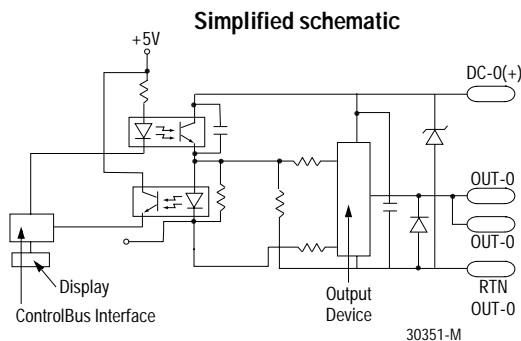 Simplified schematic
+5V
DC-0(+)
OUT-0
OUT-0
RTN
OUT-0
Display
ControlBus Interface
Output
Device
30351-M